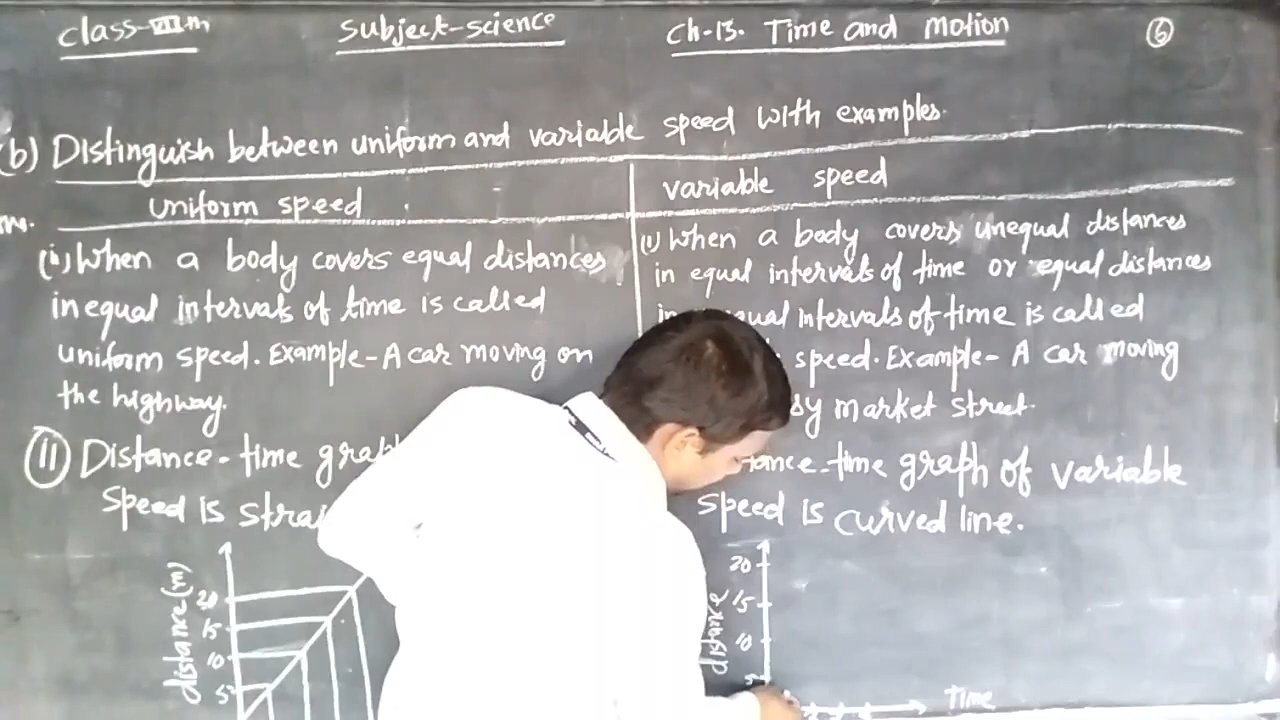 class-VIIth subject-science Ch-13. Time and Motion 6
(b) Distinguish between uniform and variable speed with examples.
uniform speed
(i) When a body covers equal distances
in equal intervals of time is called
uniform speed. Example- A car moving on
the highway.
(11) Distance-time
speed is
distance(m)
20
15
10
5
variable speed
(i) When a body covers unequal distances
in equal intervals of time or equal distances
intervals of time is called
speed. Example- A car moving
market street.
time graph of variable
speed is curved line.
distance
20
15
10
5
Time